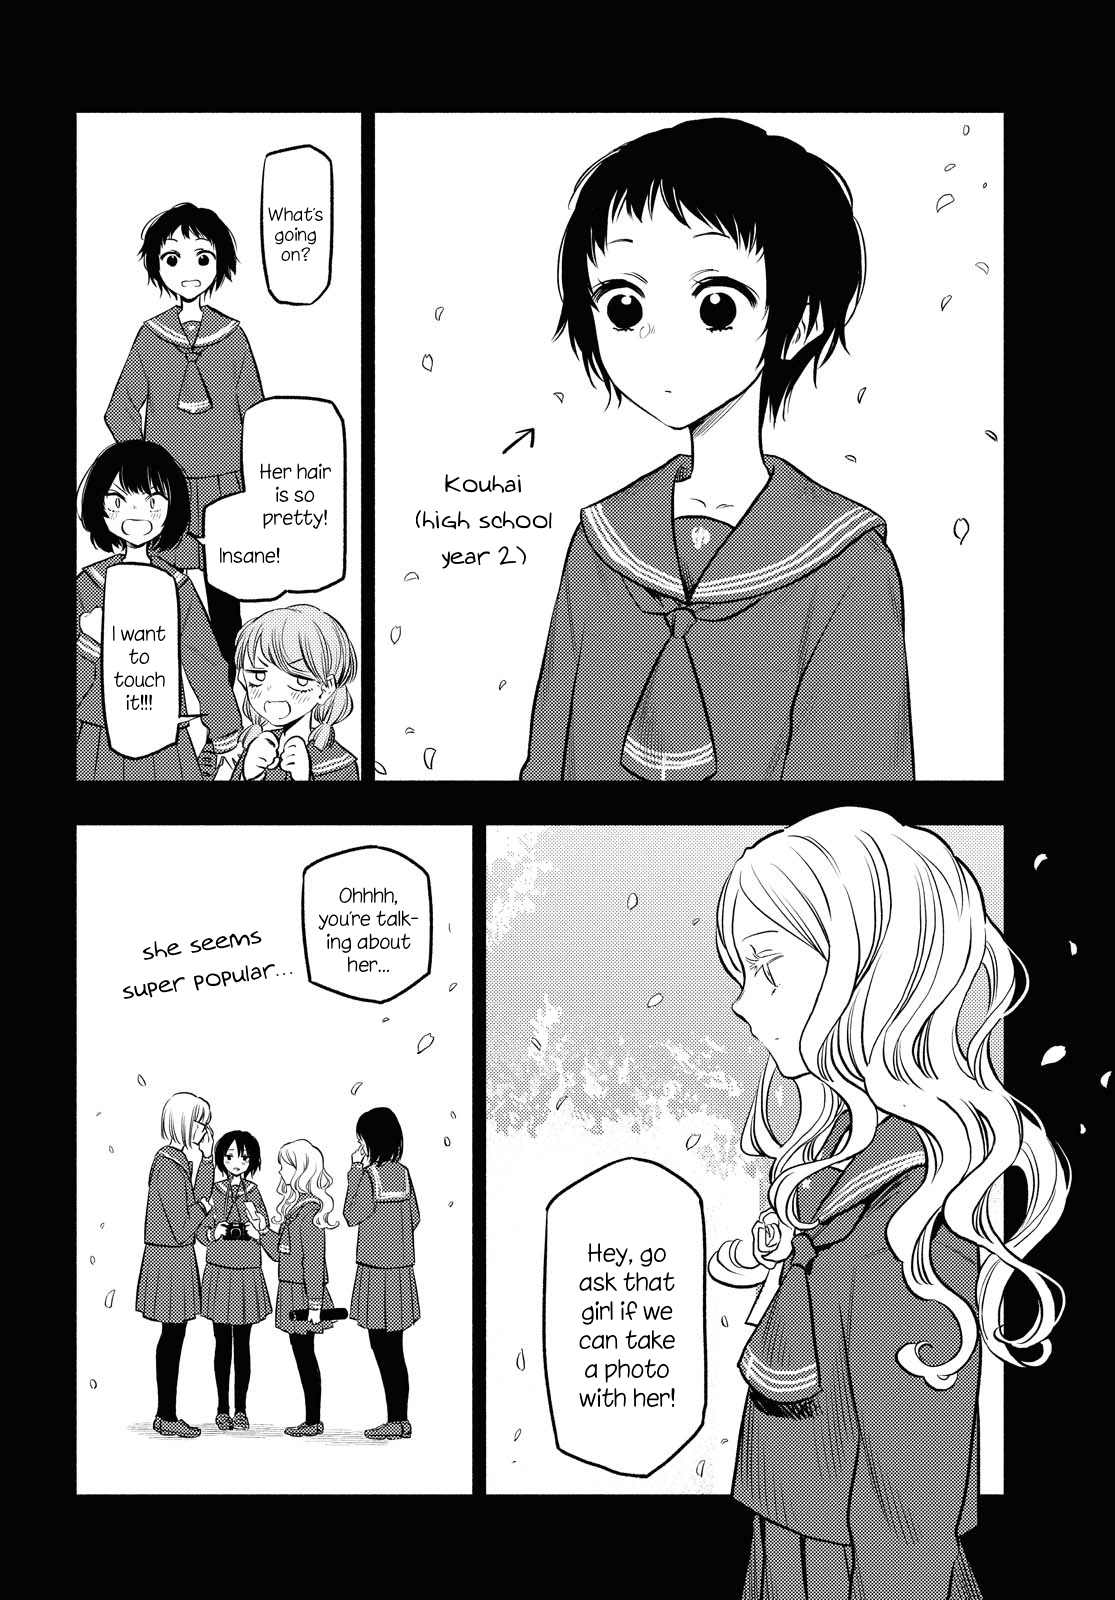 Kouhai
(high school
year 2)
What's
going
on?
Her hair
is so
pretty!
Insane!
I want
to
touch
it!!!
Hey, go
ask that
girl if we
can take
a photo
with her!
Ohhhh,
you're talk-
ing about
her...
she seems
super popular...